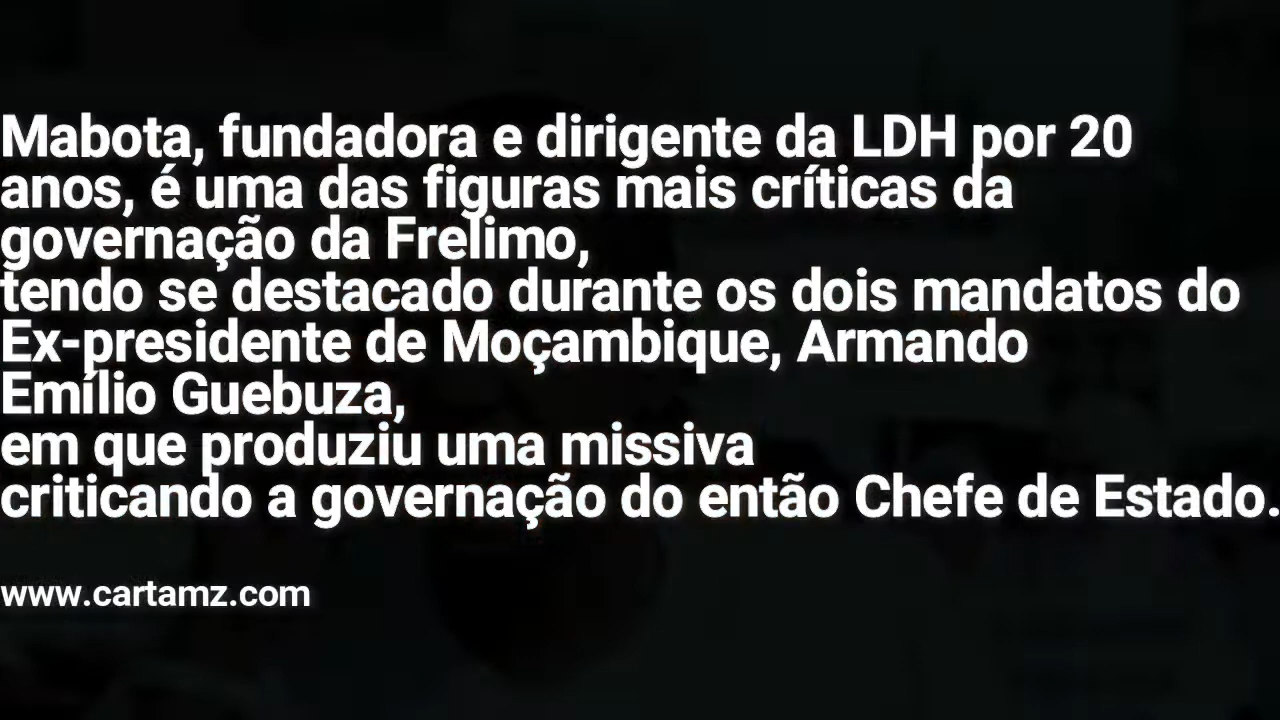 Mabota, fundadora e dirigente da LDH por 20
anos, é uma das figuras mais críticas da
governação da Frelimo,
tendo se destacado durante os dois mandatos do
Ex-presidente de Moçambique, Armando
Emílio Guebuza,
em que produziu uma missiva
criticando a governação do então Chefe de Estado.
www.cartamz.com